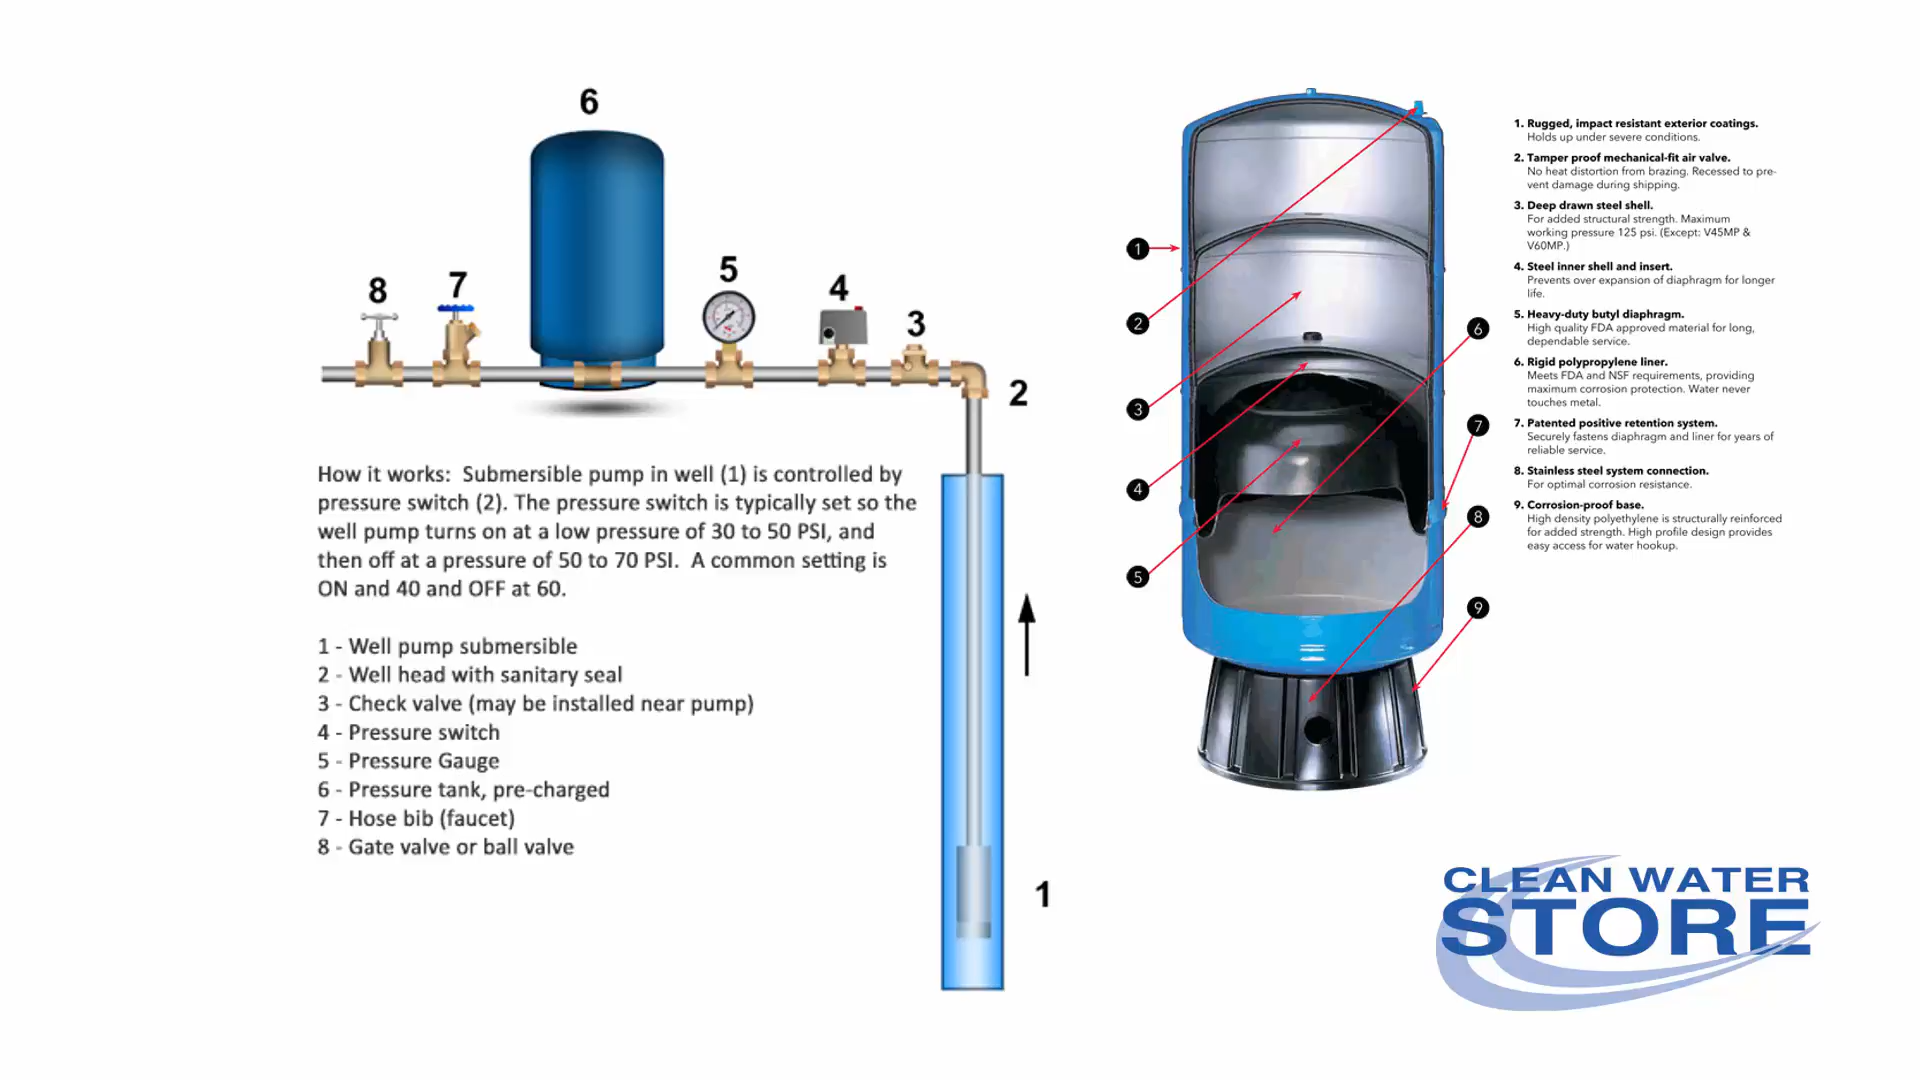 6
8
7
5
4
3
2
How it works:  Submersible pump in well (1) is controlled by
pressure switch (2). The pressure switch is typically set so the
well pump turns on at a low pressure of 30 to 50 PSI, and
then off at a pressure of 50 to 70 PSI.  A common setting is
ON and 40 and OFF at 60.
1 - Well pump submersible
2 - Well head with sanitary seal
3 - Check valve (may be installed near pump)
4 - Pressure switch
5 - Pressure Gauge
6 - Pressure tank, pre-charged
7 - Hose bib (faucet)
8 - Gate valve or ball valve
1
1
2
3
4
5
6
7
8
9
1. Rugged, impact resistant exterior coatings.
Holds up under severe conditions.
2. Tamper proof mechanical-fit air valve.
No heat distortion from brazing. Recessed to pre-
vent damage during shipping.
3. Deep drawn steel shell.
For added structural strength. Maximum
working pressure 125 psi. (Except: V45MP &
V60MP.)
4. Steel inner shell and insert.
Prevents over expansion of diaphragm for longer
life.
5. Heavy-duty butyl diaphragm.
High quality FDA approved material for long,
dependable service.
6. Rigid polypropylene liner.
Meets FDA and NSF requirements, providing
maximum corrosion protection. Water never
touches metal.
7. Patented positive retention system.
Securely fastens diaphragm and liner for years of
reliable service.
8. Stainless steel system connection.
For optimal corrosion resistance.
9. Corrosion-proof base.
High density polyethylene is structurally reinforced
for added strength. High profile design provides
easy access for water hookup.
CLEAN WATER
STORE